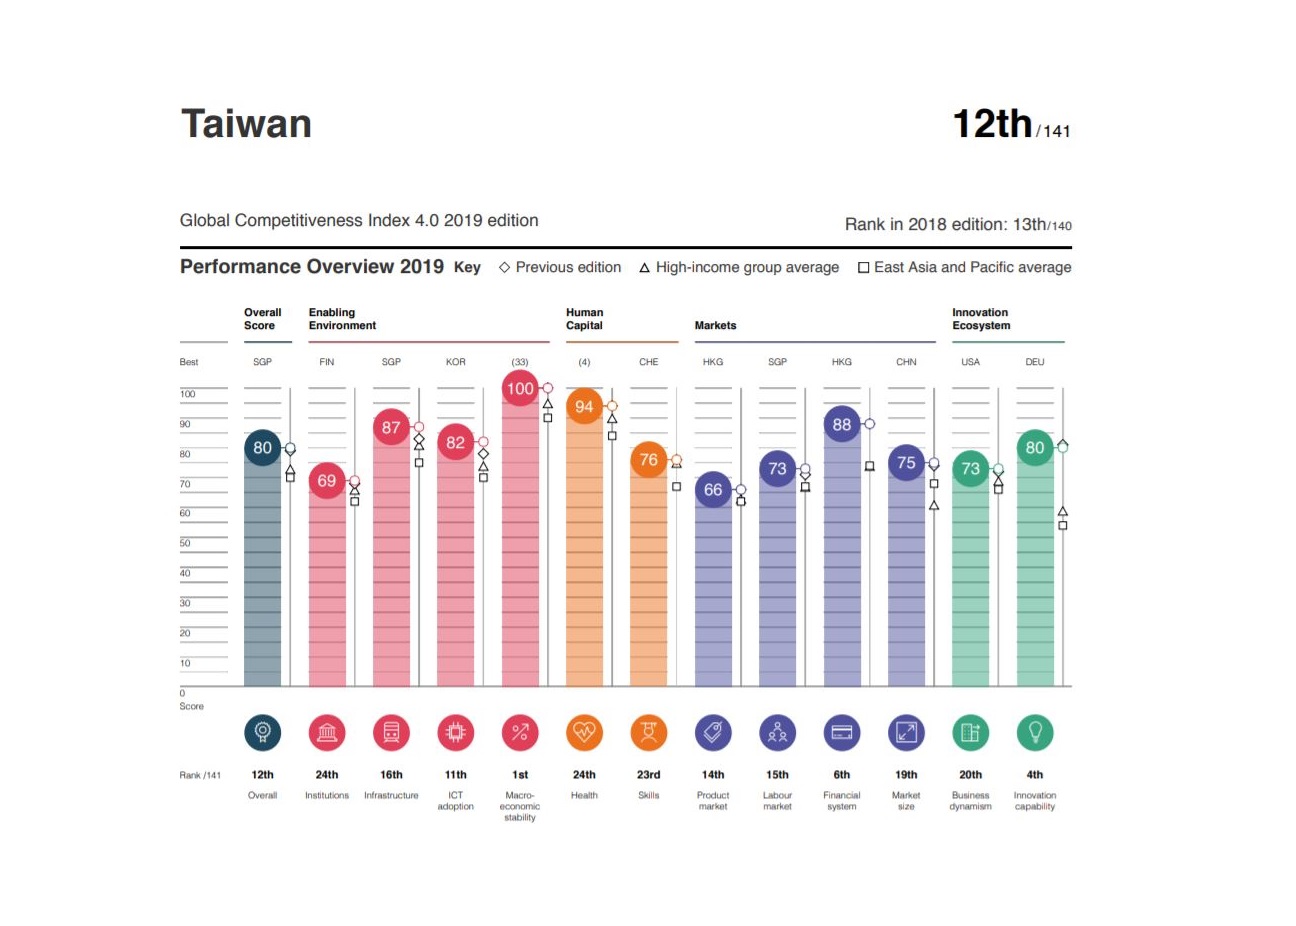 Taiwan
12th/141
Global Competitiveness Index 4.0 2019 edition
Rank in 2018 edition: 13th/140
Performance Overview 2019 Key ◇ Previous edition △ High-income group average □ East Asia and Pacific average
Overall Score
Enabling Environment
Human Capital
Markets
Innovation Ecosystem
Best SGP FIN SGP KOR (33) (4) CHE HKG SGP HKG CHN USA DEU
100
90
80
70
60
50
40
30
20
10
0
Score
80 69 87 82 100 94 76 66 73 88 75 73 80
Rank /141 12th 24th 16th 11th 1st 24th 23rd 14th 15th 6th 19th 20th 4th
Overall
Institutions
Infrastructure
ICT adoption
Macro-economic stability
Health
Skills
Product market
Labour market
Financial system
Market size
Business dynamism
Innovation capability